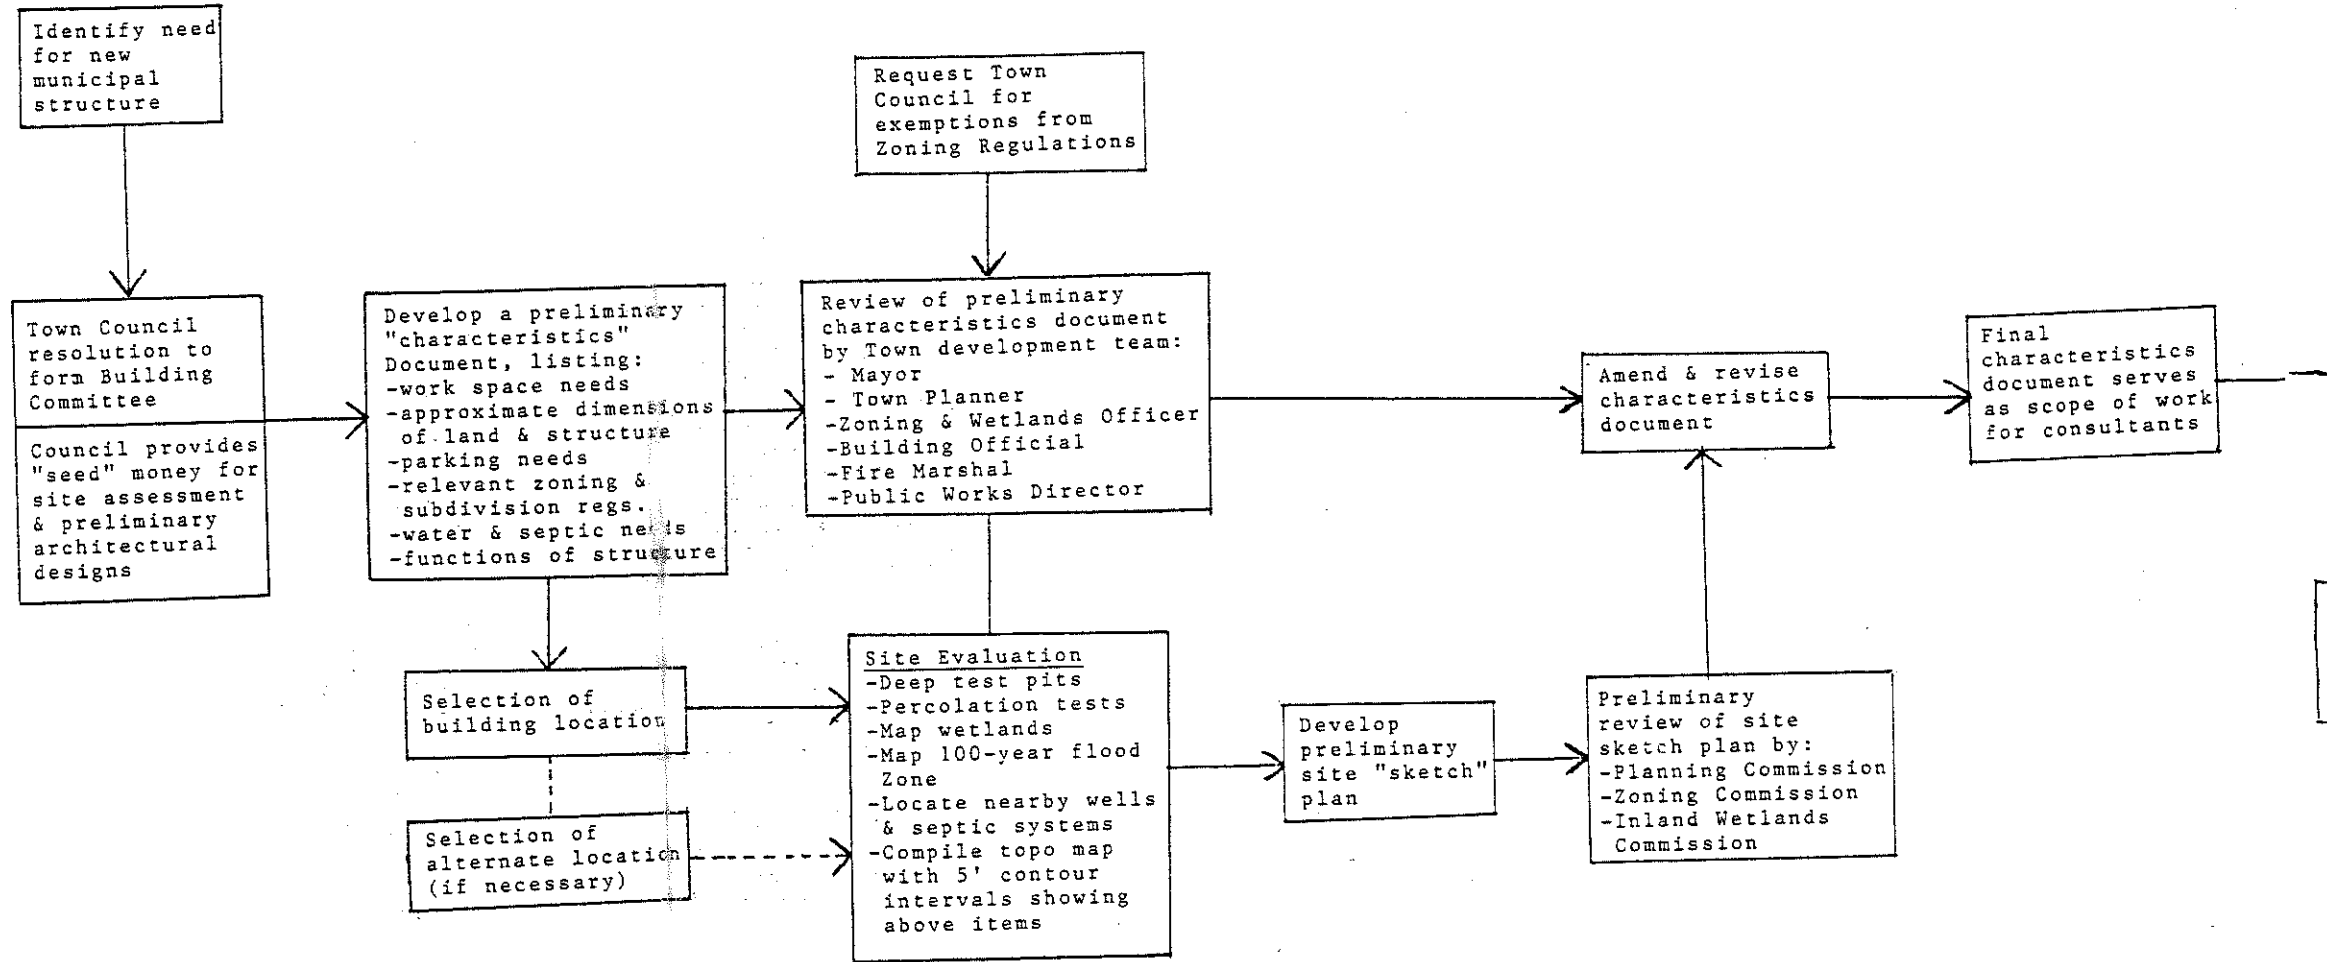 Identify need
for new
municipal
structure
Request Town
Council for
exemptions from
Zoning Regulations
Town Council
resolution to
form Building
Committee
Council provides
"seed" money for
site assessment
& preliminary
architectural
designs
Develop a preliminary
"characteristics"
Document, listing:
-work space needs
-approximate dimensions
of land & structure
-parking needs
-relevant zoning &
subdivision regs.
-water & septic needs
-functions of structure
Review of preliminary
characteristics document
by Town development team:
- Mayor
- Town Planner
-Zoning & Wetlands Officer
-Building Official
-Fire Marshal
-Public Works Director
Amend & revise
characteristics
document
Final
characteristics
document serves
as scope of work
for consultants
Selection of
building location
Selection of
alternate location
(if necessary)
Site Evaluation
-Deep test pits
-Percolation tests
-Map wetlands
-Map 100-year flood
Zone
-Locate nearby wells
& septic systems
-Compile topo map
with 5' contour
intervals showing
above items
Develop
preliminary
site "sketch"
plan
Preliminary
review of site
sketch plan by:
-Planning Commission
-Zoning Commission
-Inland Wetlands
Commission